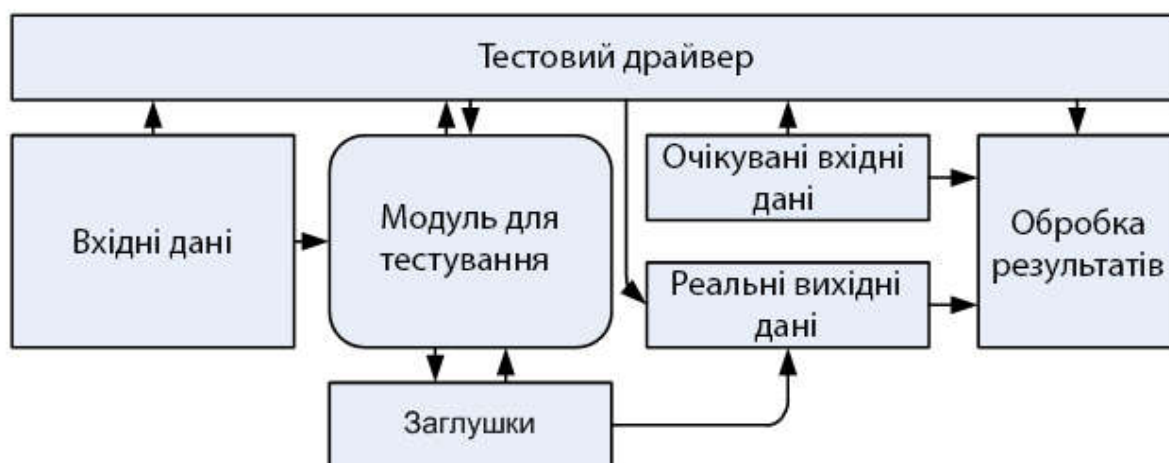 Тестовий драйвер
Вхідні дані
Модуль для
тестування
Очікувані вхідні
дані
Реальні вихідні
дані
Обробка
результатів
Заглушки